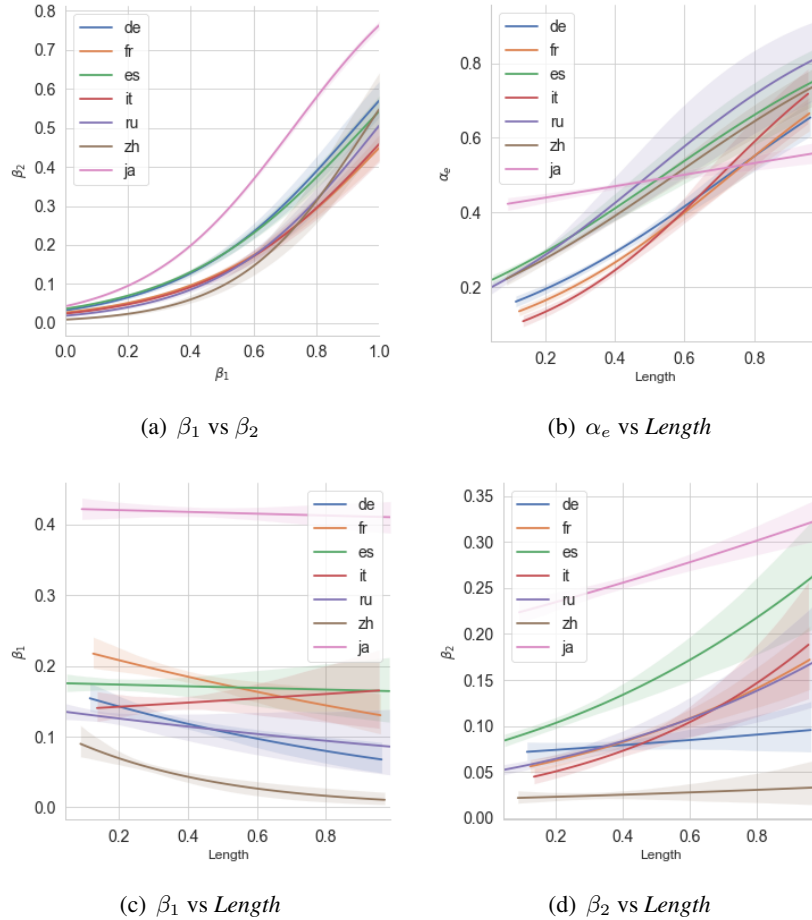 0.8
0.7
0.6
0.5
0.4
0.3
0.2
0.1
0.0
β₂
de
fr
es
it
ru
zh
ja
0.0 0.2 0.4 0.6 0.8 1.0
β₁
(a) β₁ vs β₂
0.8
0.6
0.4
0.2
αₑ
de
fr
es
it
ru
zh
ja
0.2 0.4 0.6 0.8
Length
(b) αₑ vs Length
0.4
0.3
0.2
0.1
0.0
β₁
de
fr
es
it
ru
zh
ja
0.2 0.4 0.6 0.8
Length
(c) β₁ vs Length
0.35
0.30
0.25
0.20
0.15
0.10
0.05
0.00
β₂
de
fr
es
it
ru
zh
ja
0.2 0.4 0.6 0.8
Length
(d) β₂ vs Length